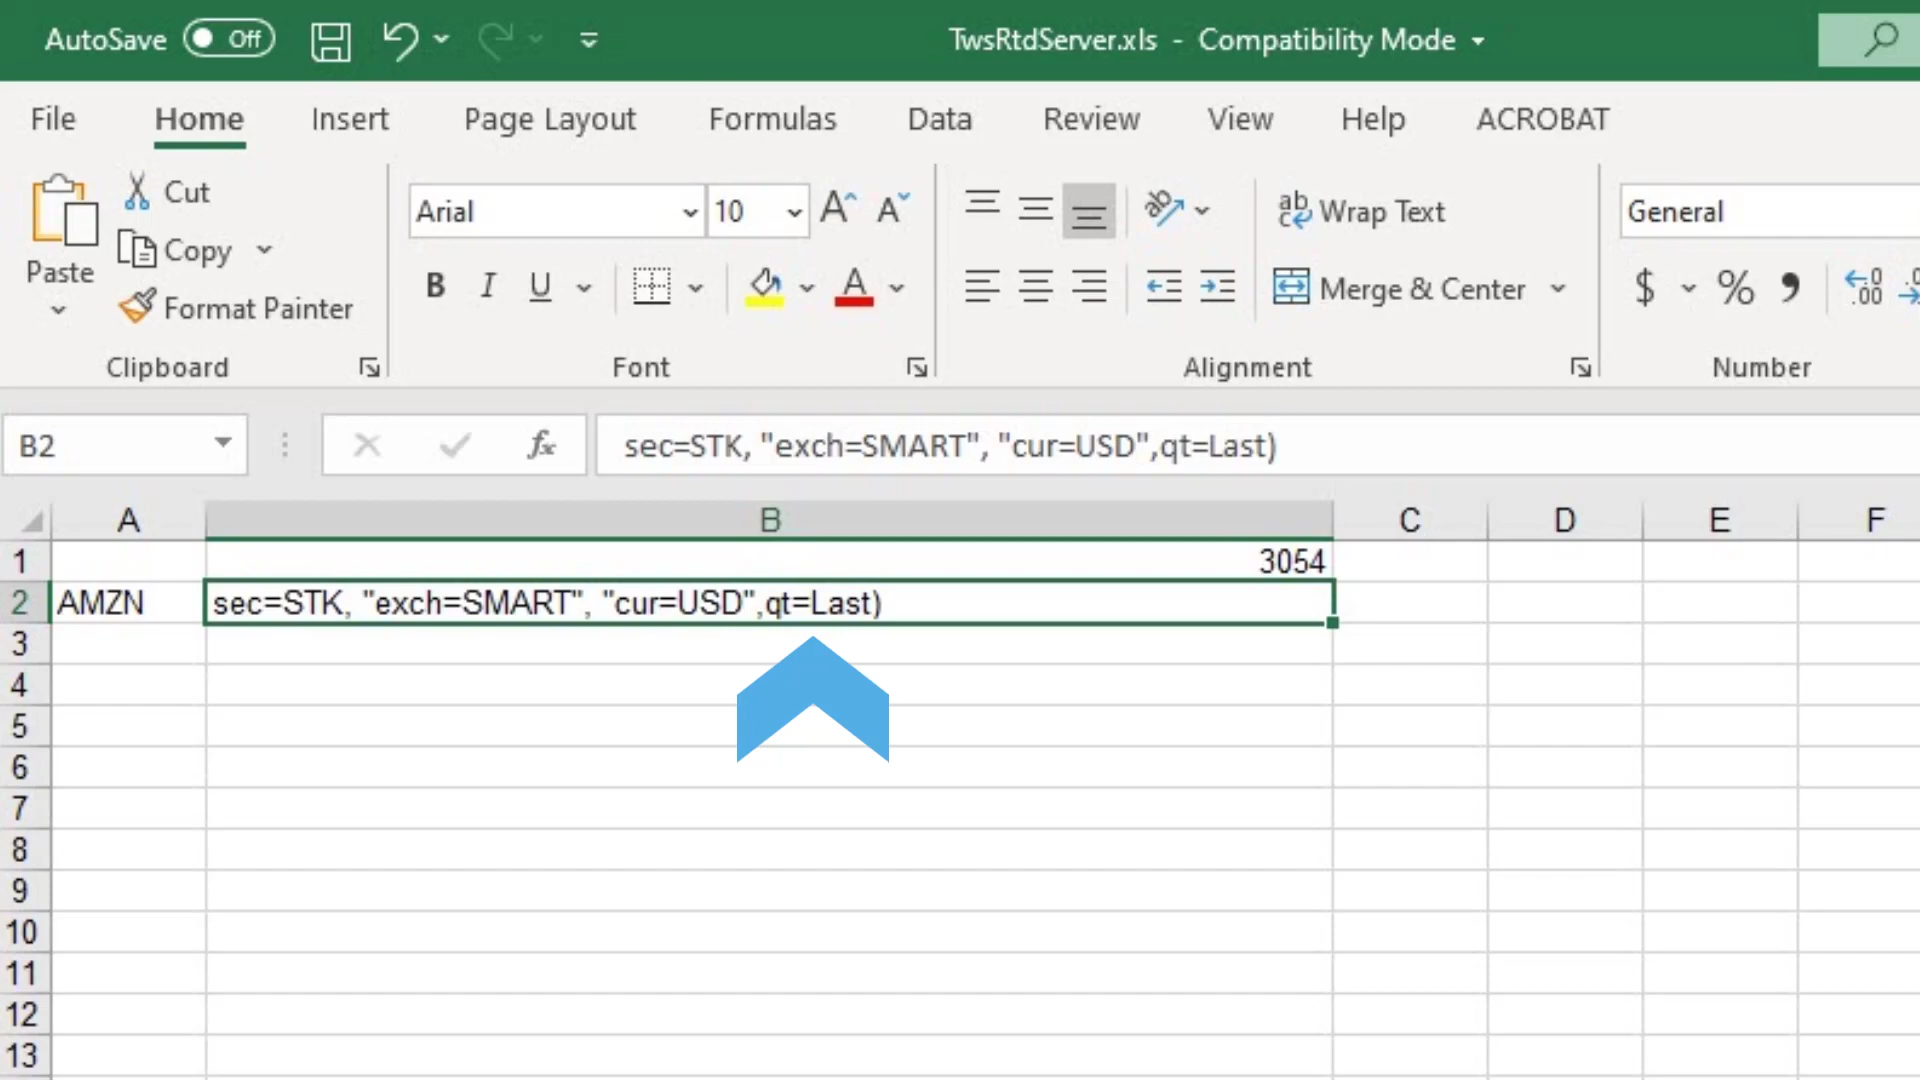 AutoSave Off TwsRtdServer.xls - Compatibility Mode
File Home Insert Page Layout Formulas Data Review View Help ACROBAT
Paste
Cut
Copy
Format Painter
Clipboard
Arial 10
B I U A
Font
ab Wrap Text
Merge & Center
Alignment
General
$ % , .00
Number
B2 fx sec=STK, "exch=SMART", "cur=USD",qt=Last)
A B C D E F
1 3054
2 AMZN sec=STK, "exch=SMART", "cur=USD",qt=Last)
3
4
5
6
7
8
9
10
11
12
13